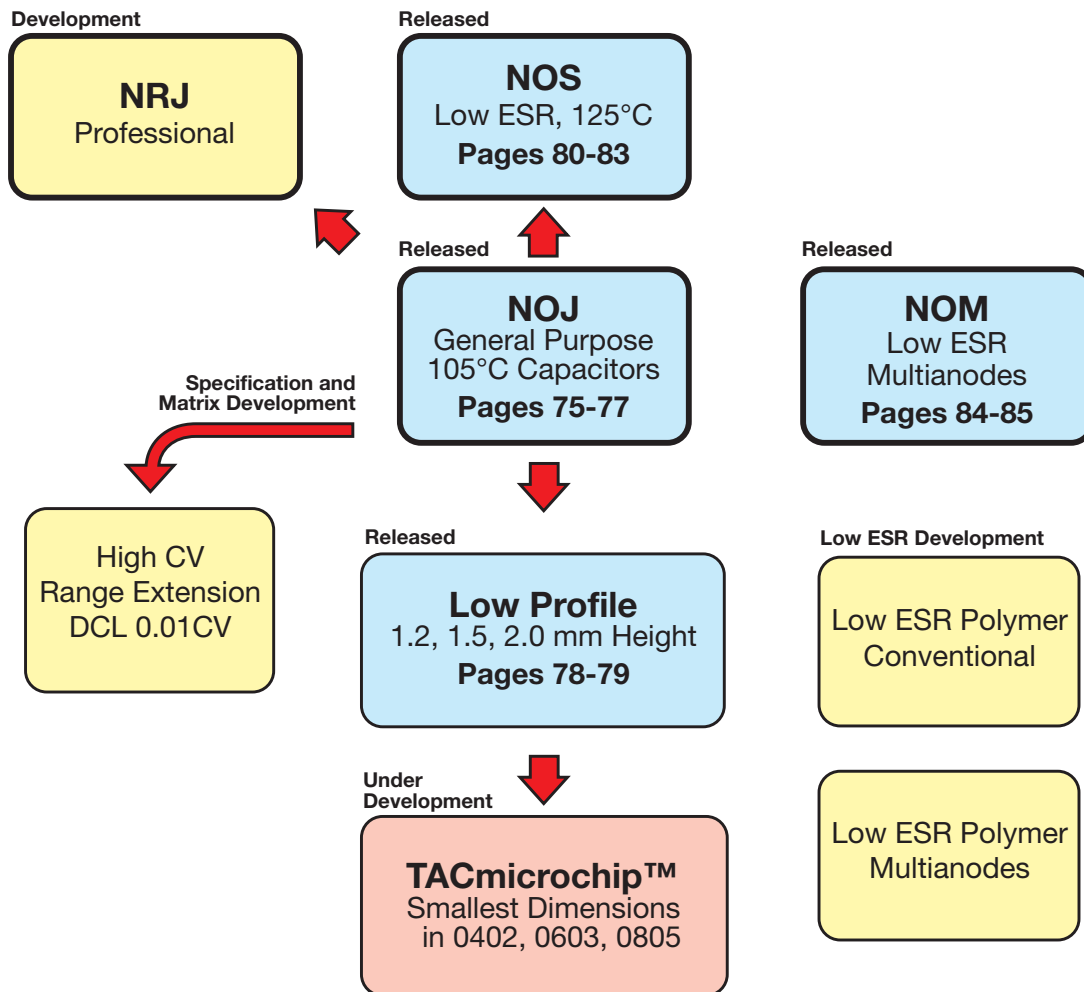 Development
NRJ
Professional
Released
NOS
Low ESR, 125°C
Pages 80-83
Released
NOJ
General Purpose
105°C Capacitors
Pages 75-77
Released
NOM
Low ESR
Multianodes
Pages 84-85
Specification and
Matrix Development
High CV
Range Extension
DCL 0.01CV
Released
Low Profile
1.2, 1.5, 2.0 mm Height
Pages 78-79
Low ESR Development
Low ESR Polymer
Conventional
Under
Development
TACmicrochip™
Smallest Dimensions
in 0402, 0603, 0805
Low ESR Polymer
Multianodes